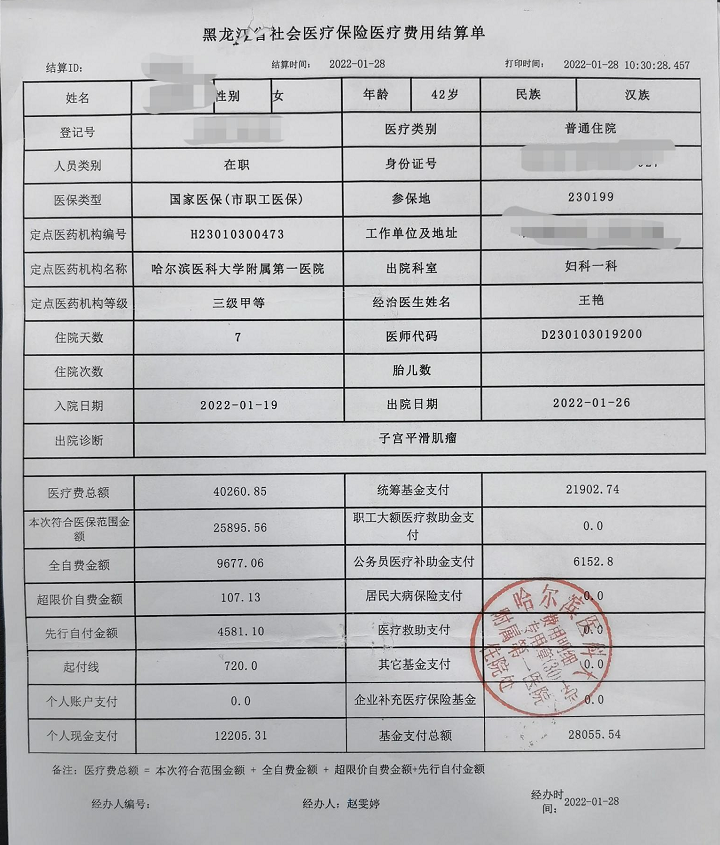 黑龙江省社会医疗保险医疗费用结算单
结算ID: 结算时间: 2022-01-28 打印时间: 2022-01-28 10:30:28.457
姓名 性别 女 年龄 42岁 民族 汉族
登记号 医疗类别 普通住院
人员类别 在职 身份证号
医保类型 国家医保(市职工医保) 参保地 230199
定点医药机构编号 H23010300473 工作单位及地址
定点医药机构名称 哈尔滨医科大学附属第一医院 出院科室 妇科一科
定点医药机构等级 三级甲等 经治医生姓名 王艳
住院天数 7 医师代码 D230103019200
住院次数 胎儿数
入院日期 2022-01-19 出院日期 2022-01-26
出院诊断 子宫平滑肌瘤
医疗费总额 40260.85 统筹基金支付 21902.74
本次符合医保范围金额 25895.56 职工大额医疗救助金支付 0.0
全自费金额 9677.06 公务员医疗补助金支付 6152.8
超限价自费金额 107.13 居民大病保险支付 0.0
先行自付金额 4581.10 医疗救助支付 0.0
起付线 720.0 其它基金支付 0.0
个人账户支付 0.0 企业补充医疗保险基金 0.0
个人现金支付 12205.31 基金支付总额 28055.54
哈尔滨医科大学附属第一医院住院处
备注: 医疗费总额 = 本次符合范围金额 + 全自费金额 + 超限价自费金额+先行自付金额
经办人编号: 经办人: 赵雯婷 经办时间: 2022-01-28